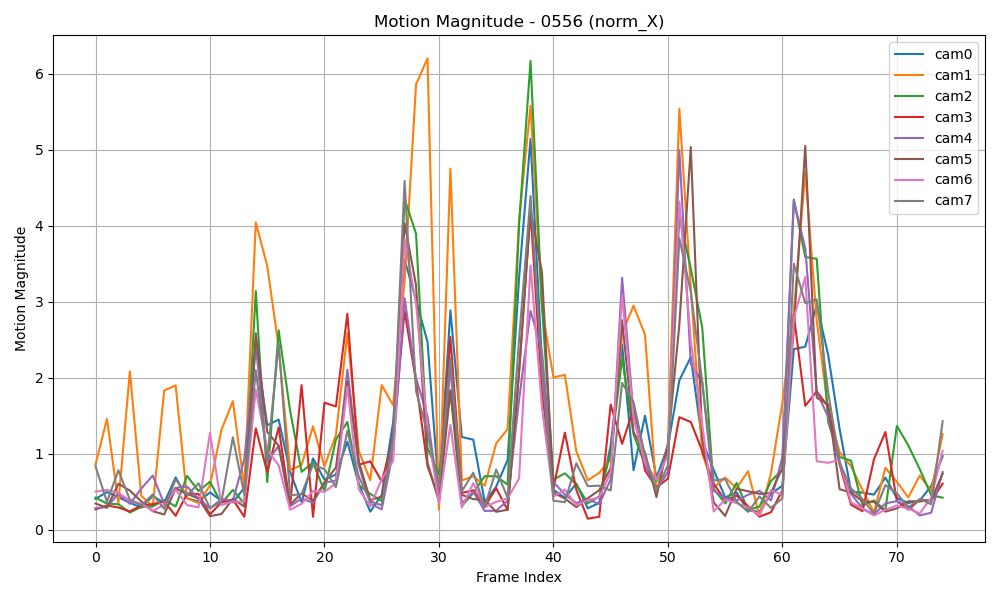 Motion Magnitude - 0556 (norm_X)
Motion Magnitude
6
5
4
3
2
1
0
0
10
20
30
40
50
60
70
Frame Index
cam0
cam1
cam2
cam3
cam4
cam5
cam6
cam7